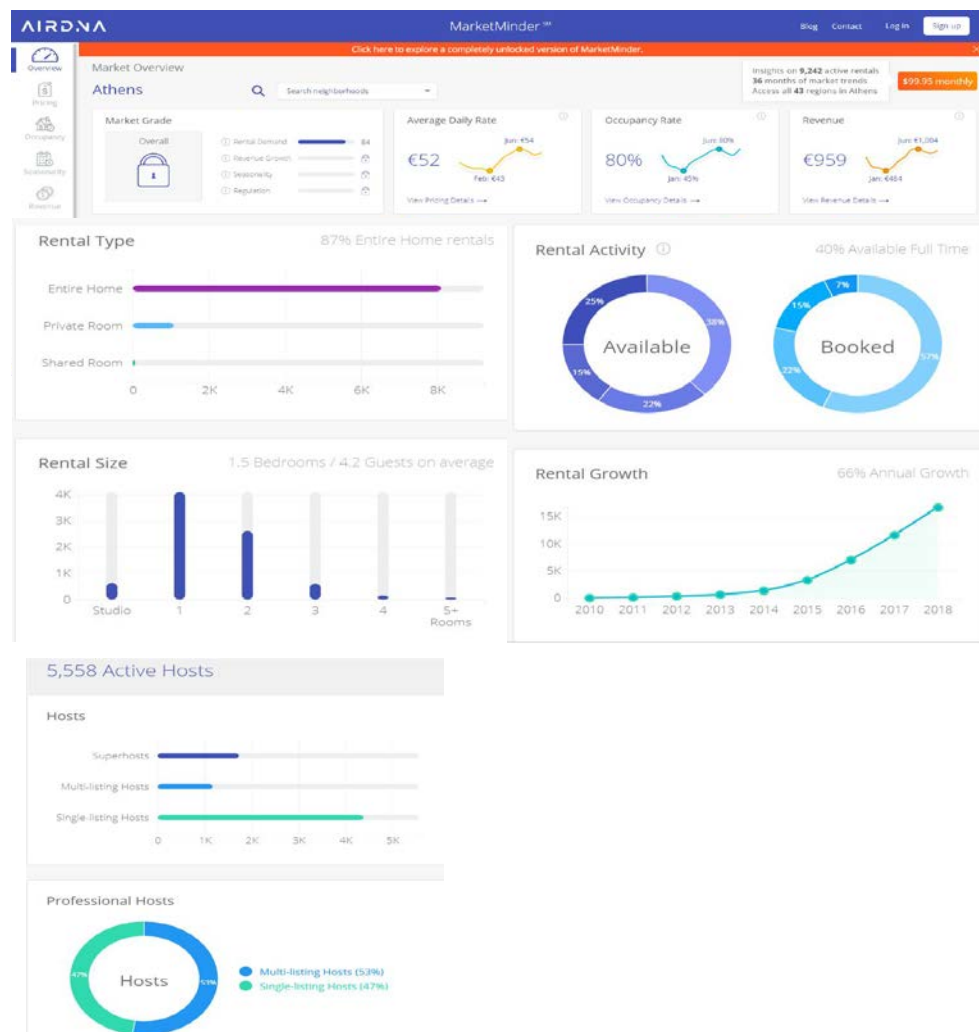 AIRDNA MarketMinder ℠ Blog Contact Log In Sign up
Click here to explore a completely unlocked version of MarketMinder.
Overview
Pricing
Occupancy
Seasonality
Revenue
Market Overview
Athens
Search neighborhoods
Insights on 9,242 active rentals
36 months of market trends
Access all 43 regions in Athens
$99.95 monthly
Market Grade
Overall
Rental Demand 84
Revenue Growth
Seasonality
Regulation
Average Daily Rate
€52
Jun: €54
Feb: €43
View Pricing Details →
Occupancy Rate
80%
Jun: 80%
Jan: 45%
View Occupancy Details →
Revenue
€959
Jun: €1,004
Jan: €464
View Revenue Details →
Rental Type 87% Entire Home rentals
Entire Home
Private Room
Shared Room
0 2K 4K 6K 8K
Rental Activity 40% Available Full Time
Available
25%
38%
15%
22%
Booked
7%
15%
57%
22%
Rental Size 1.5 Bedrooms / 4.2 Guests on average
4K
3K
2K
1K
0
Studio 1 2 3 4 5+
Rooms
Rental Growth 66% Annual Growth
15K
10K
5K
0
2010 2011 2012 2013 2014 2015 2016 2017 2018
5,558 Active Hosts
Hosts
Superhosts
Multi-listing Hosts
Single-listing Hosts
0 1K 2K 3K 4K 5K
Professional Hosts
47%
Hosts
53%
Multi-listing Hosts (53%)
Single-listing Hosts (47%)